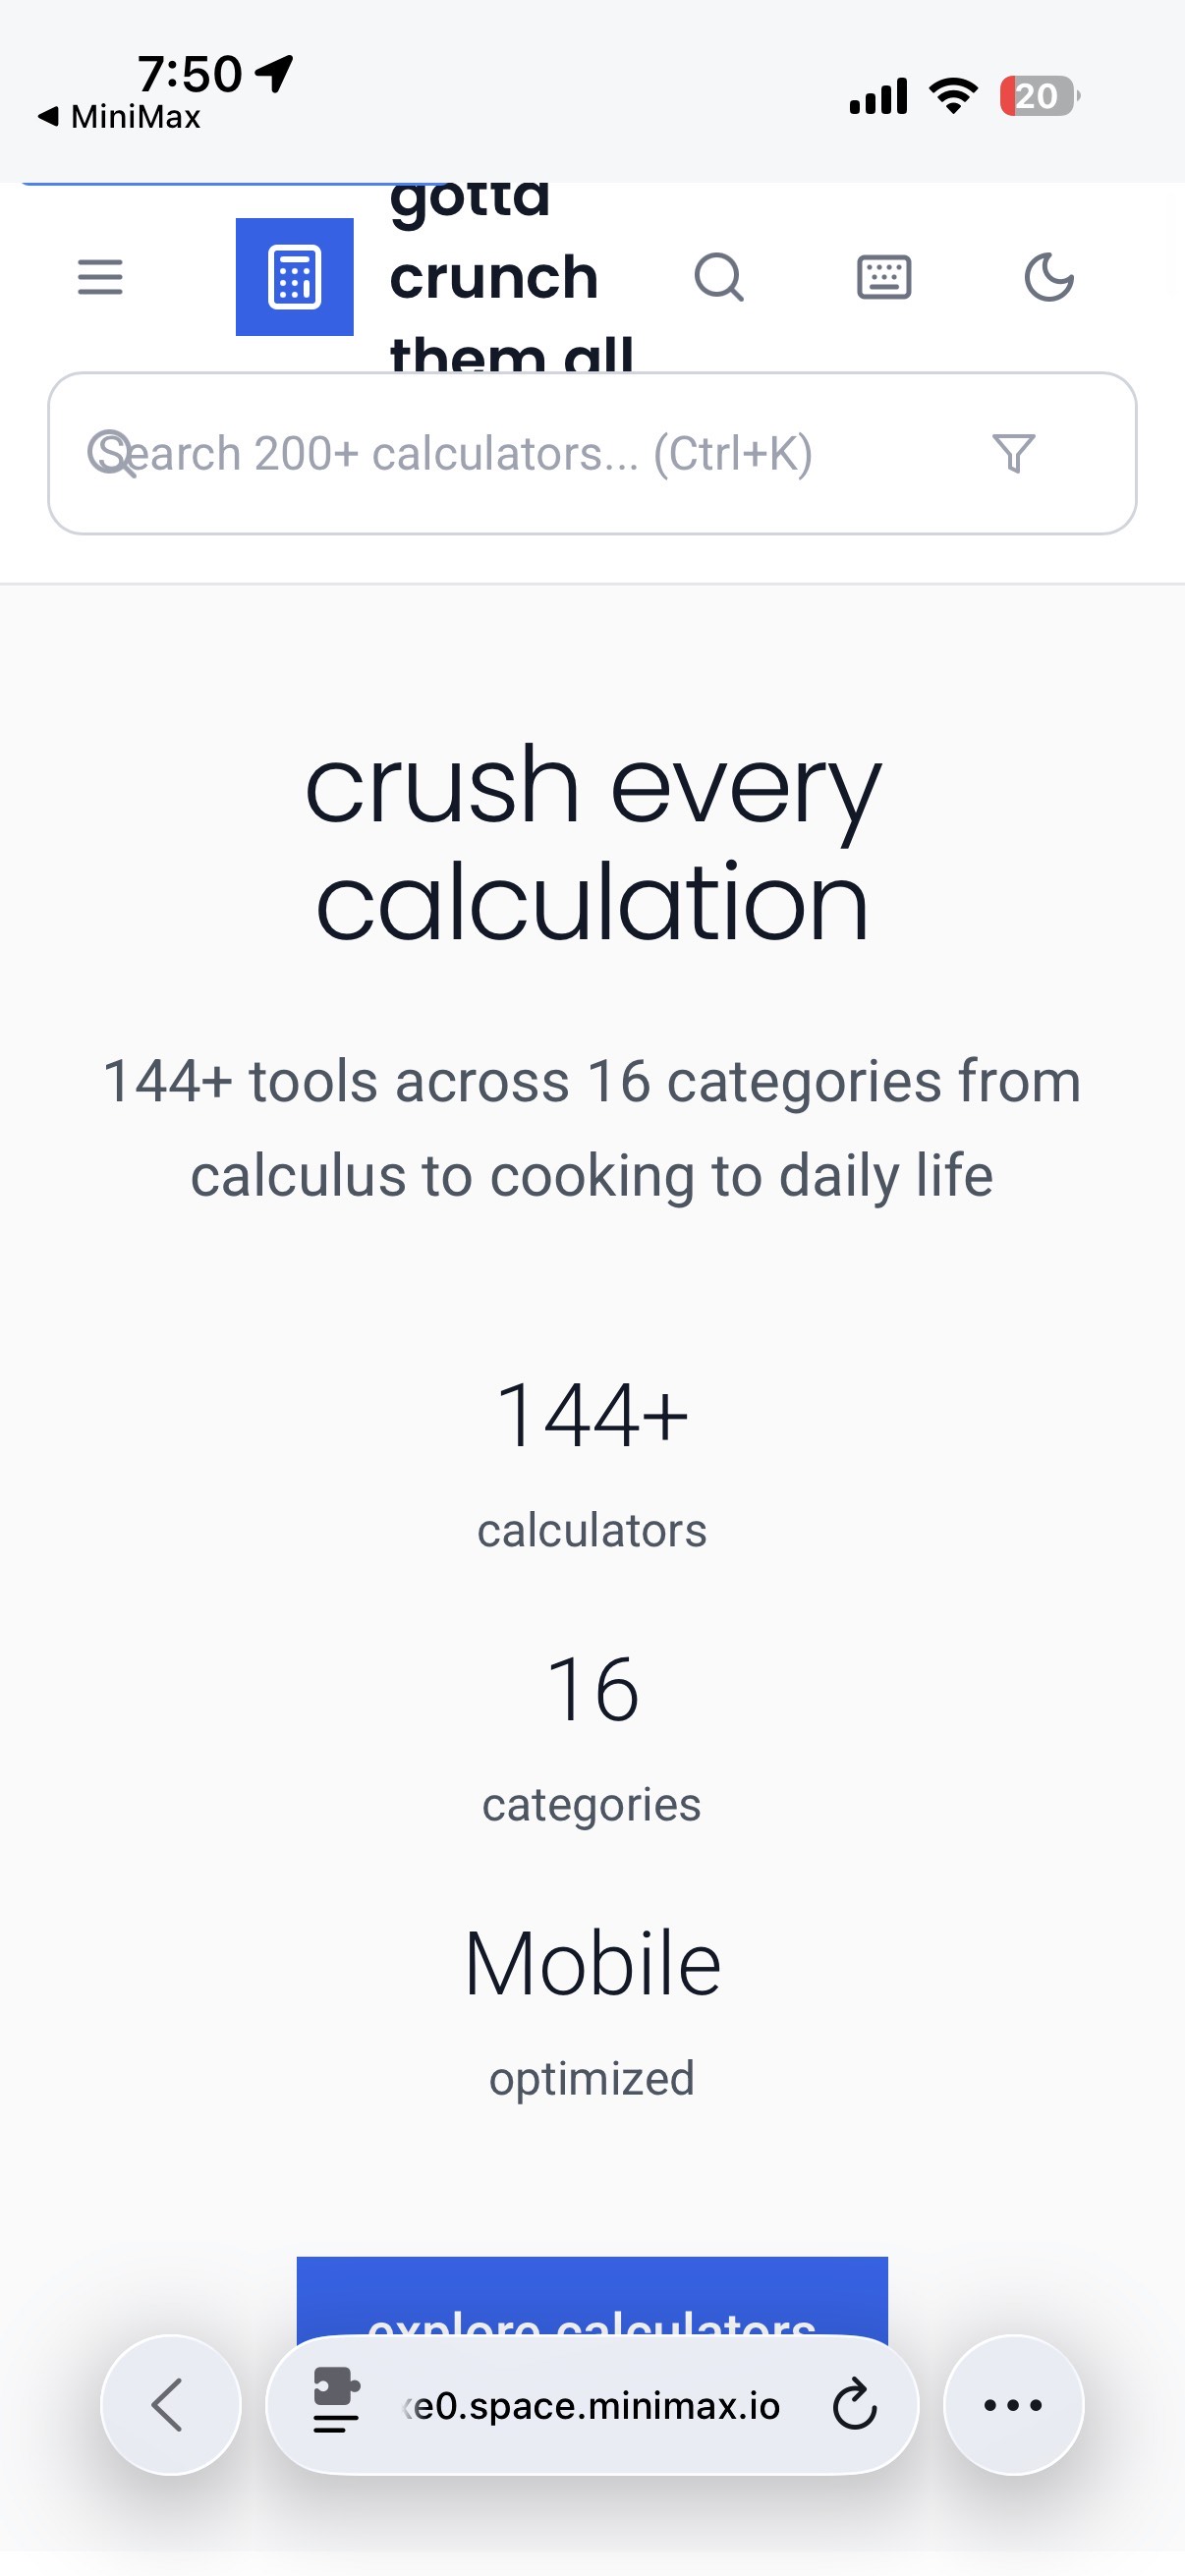 7:50
MiniMax
20
gotta
crunch
them all
Search 200+ calculators... (Ctrl+K)
crush every
calculation
144+ tools across 16 categories from
calculus to cooking to daily life
144+
calculators
16
categories
Mobile
optimized
explore calculators
e0.space.minimax.io